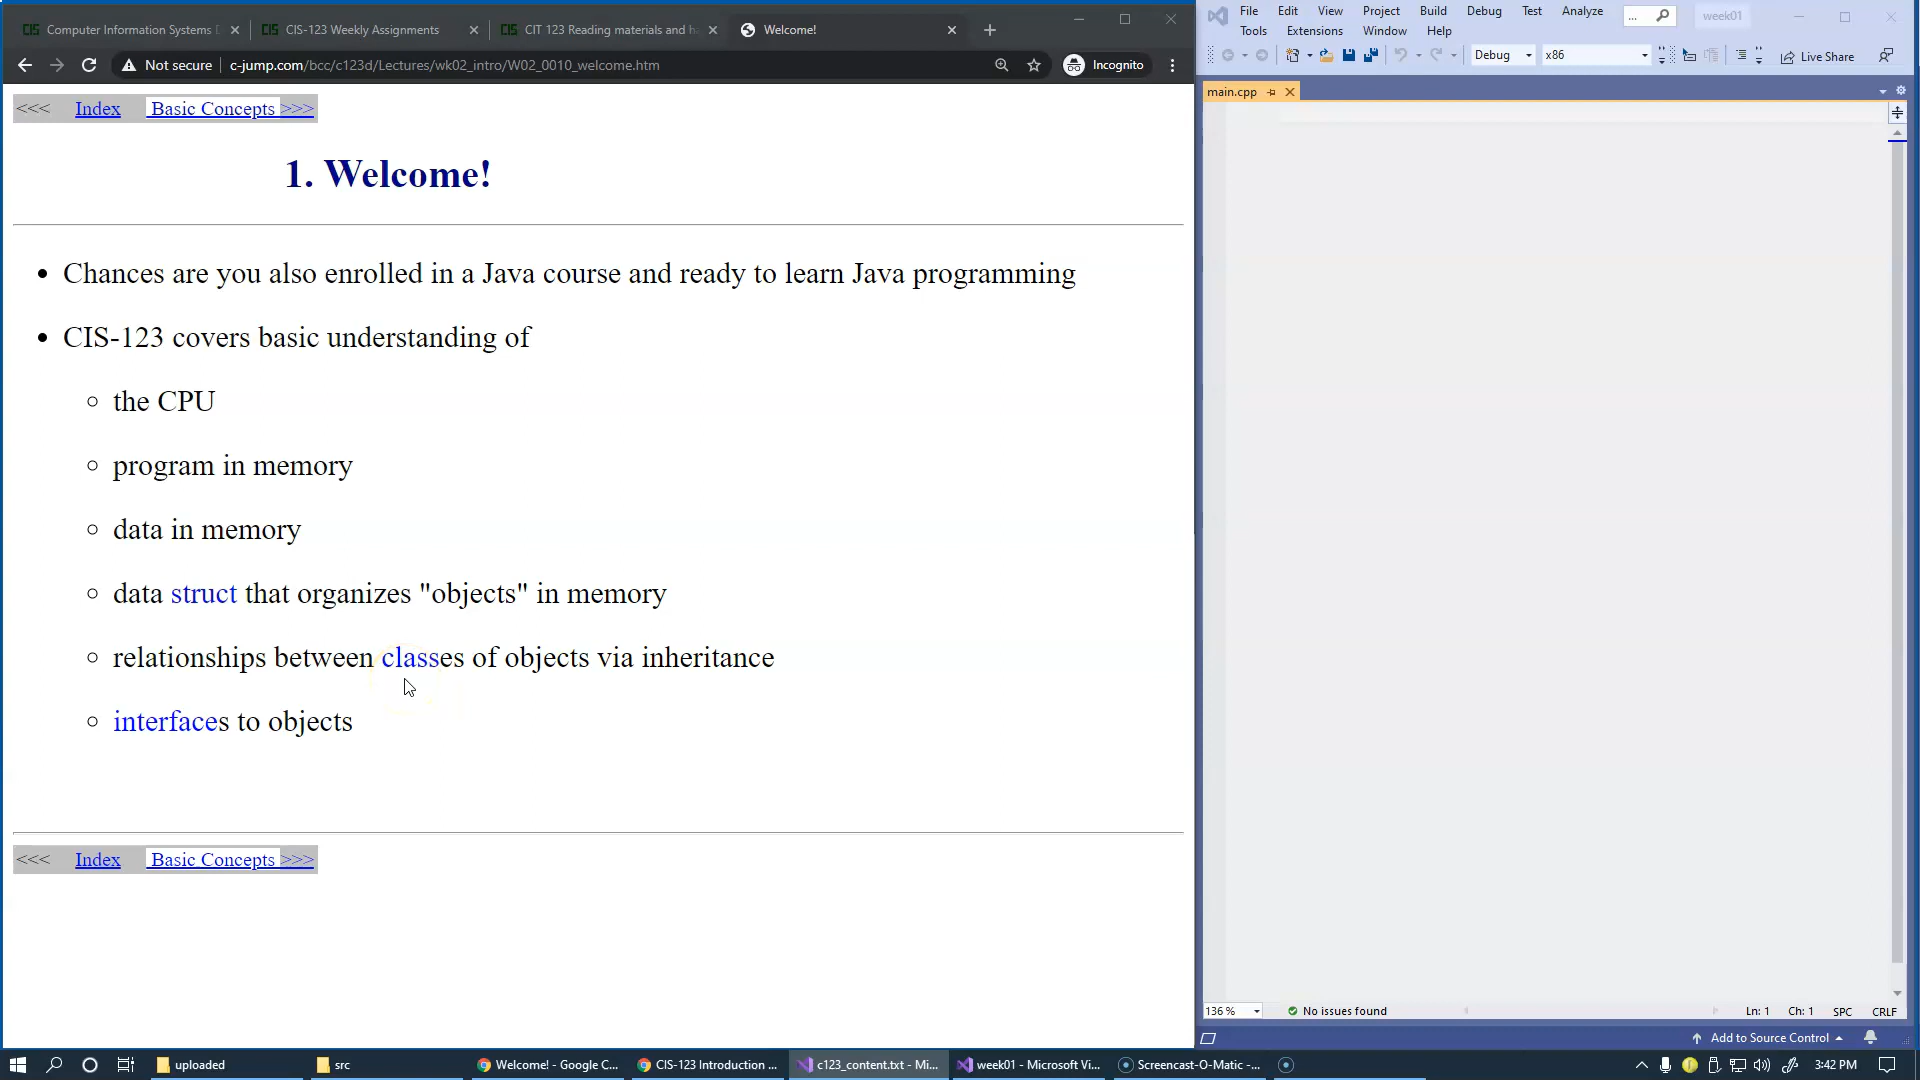 Computer Information Systems D
CIS-123 Weekly Assignments
CIT 123 Reading materials and ha
Welcome!
Not secure
c-jump.com/bcc/c123d/Lectures/wk02_intro/W02_0010_welcome.htm
Incognito
<<< Index Basic Concepts >>>
1. Welcome!
Chances are you also enrolled in a Java course and ready to learn Java programming
CIS-123 covers basic understanding of
the CPU
program in memory
data in memory
data struct that organizes "objects" in memory
relationships between classes of objects via inheritance
interfaces to objects
<<< Index Basic Concepts >>>
File Edit View Project Build Debug Test Analyze
... week01
Tools Extensions Window Help
Debug x86 Live Share
main.cpp
136 % No issues found Ln: 1 Ch: 1 SPC CRLF
Add to Source Control
uploaded
src
Welcome! - Google C...
CIS-123 Introduction ...
c123_content.txt - Mi...
week01 - Microsoft Vi...
Screencast-O-Matic -...
3:42 PM